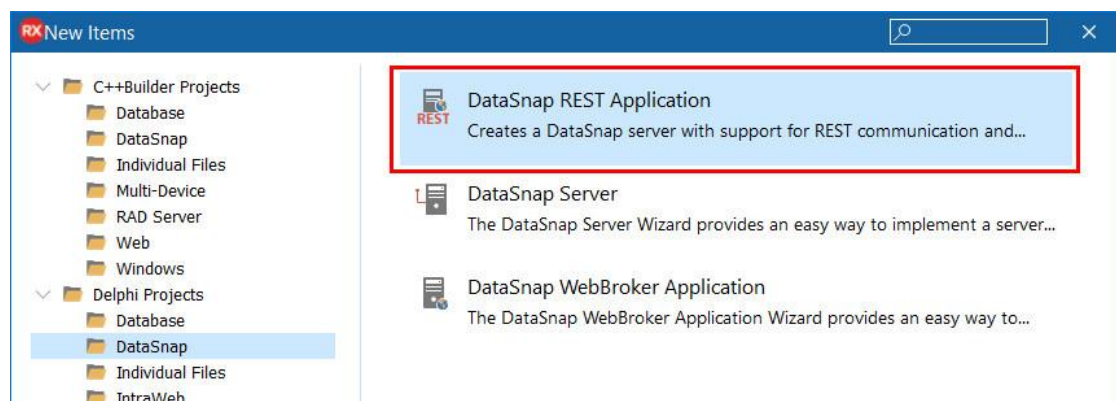 RX New Items
C++Builder Projects
Database
DataSnap
Individual Files
Multi-Device
RAD Server
Web
Windows
Delphi Projects
Database
DataSnap
Individual Files
IntraWeb
REST
DataSnap REST Application
Creates a DataSnap server with support for REST communication and...
DataSnap Server
The DataSnap Server Wizard provides an easy way to implement a server...
DataSnap WebBroker Application
The DataSnap WebBroker Application Wizard provides an easy way to...